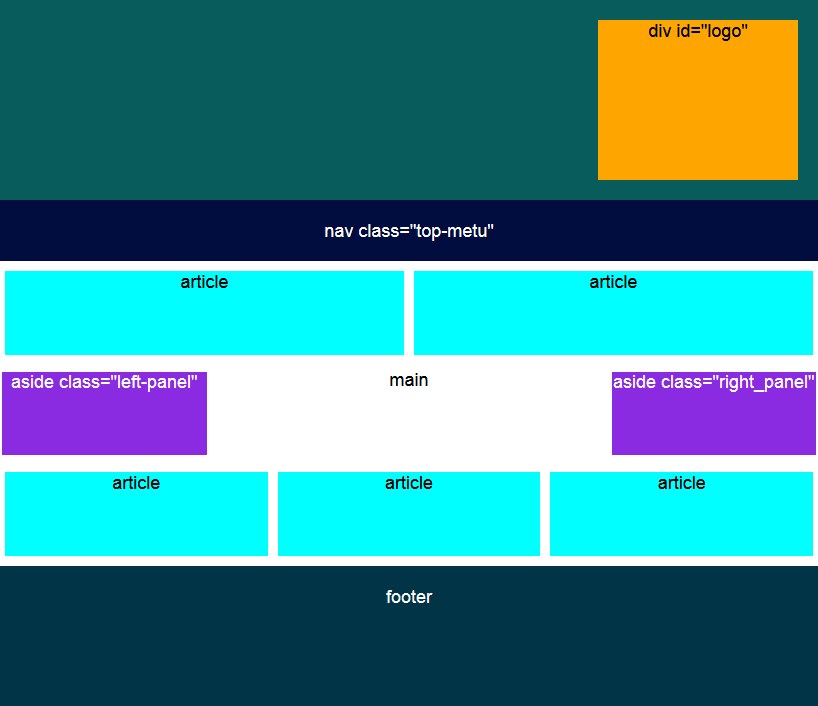 div id="logo"
nav class="top-metu"
article
article
aside class="left-panel"
main
aside class="right_panel"
article
article
article
footer